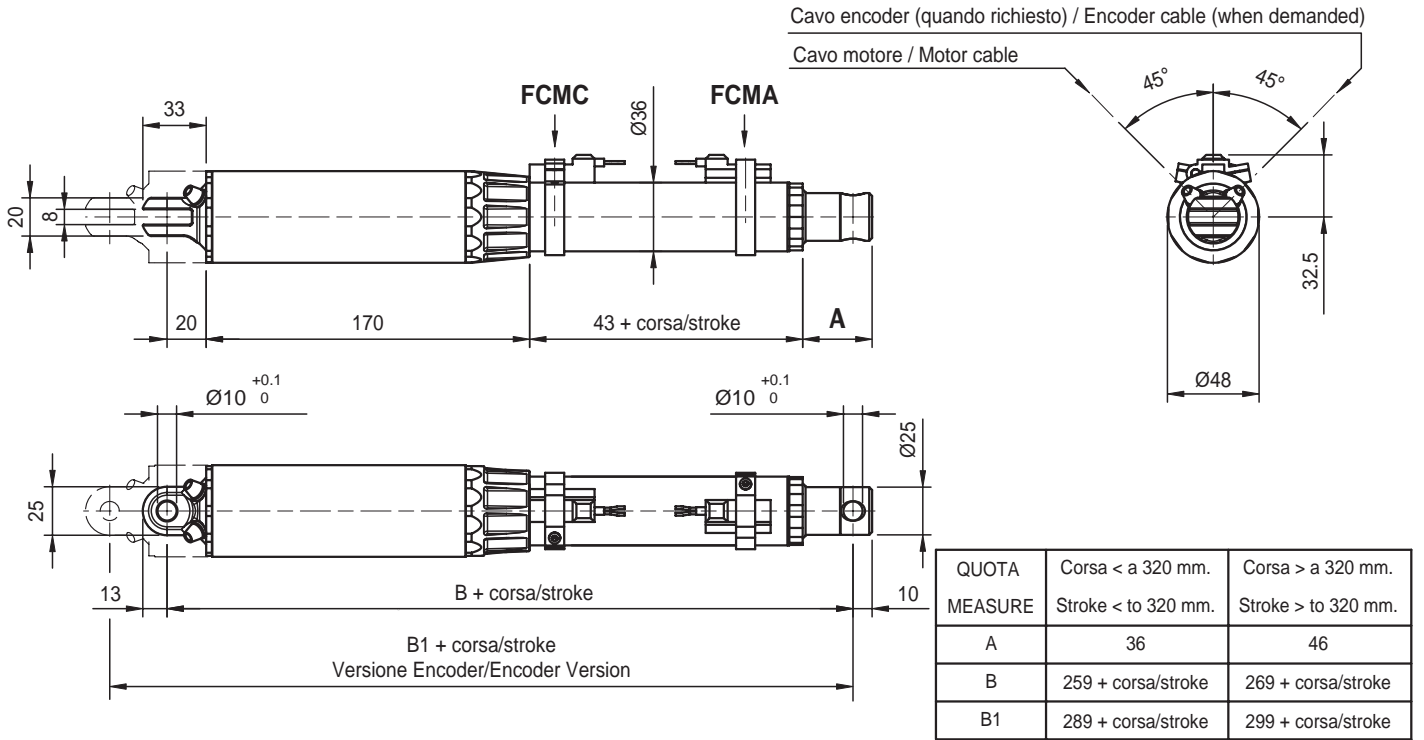 Cavo encoder (quando richiesto) / Encoder cable (when demanded)
Cavo motore / Motor cable
45°
45°
FCMC
FCMA
33
Ø36
20
8
32.5
20
170
43 + corsa/stroke
A
Ø48
Ø10 +0.1 0
Ø10 +0.1 0
Ø25
25
13
B + corsa/stroke
10
B1 + corsa/stroke
Versione Encoder/Encoder Version
QUOTA
MEASURE
Corsa < a 320 mm.
Stroke < to 320 mm.
Corsa > a 320 mm.
Stroke > to 320 mm.
A
36
46
B
259 + corsa/stroke
269 + corsa/stroke
B1
289 + corsa/stroke
299 + corsa/stroke